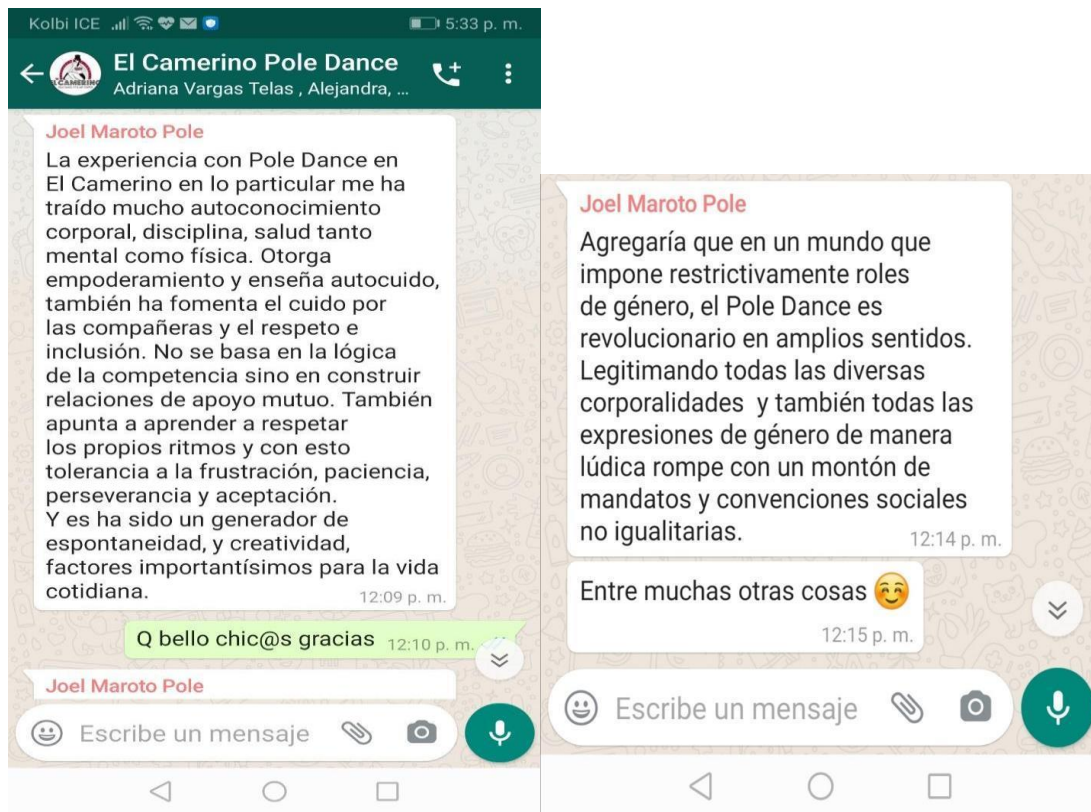 Kolbi ICE
5:33 p. m.
El Camerino Pole Dance
Adriana Vargas Telas , Alejandra, ...
Joel Maroto Pole
La experiencia con Pole Dance en
El Camerino en lo particular me ha
traído mucho autoconocimiento
corporal, disciplina, salud tanto
mental como física. Otorga
empoderamiento y enseña autocuido,
también ha fomenta el cuido por
las compañeras y el respeto e
inclusión. No se basa en la lógica
de la competencia sino en construir
relaciones de apoyo mutuo. También
apunta a aprender a respetar
los propios ritmos y con esto
tolerancia a la frustración, paciencia,
perseverancia y aceptación.
Y es ha sido un generador de
espontaneidad, y creatividad,
factores importantísimos para la vida
cotidiana.
12:09 p. m.
Q bello chic@s gracias 12:10 p. m.
Joel Maroto Pole
Escribe un mensaje
Joel Maroto Pole
Agregaría que en un mundo que
impone restrictivamente roles
de género, el Pole Dance es
revolucionario en amplios sentidos.
Legitimando todas las diversas
corporalidades y también todas las
expresiones de género de manera
lúdica rompe con un montón de
mandatos y convenciones sociales
no igualitarias.
12:14 p. m.
Entre muchas otras cosas ☺️
12:15 p. m.
Escribe un mensaje